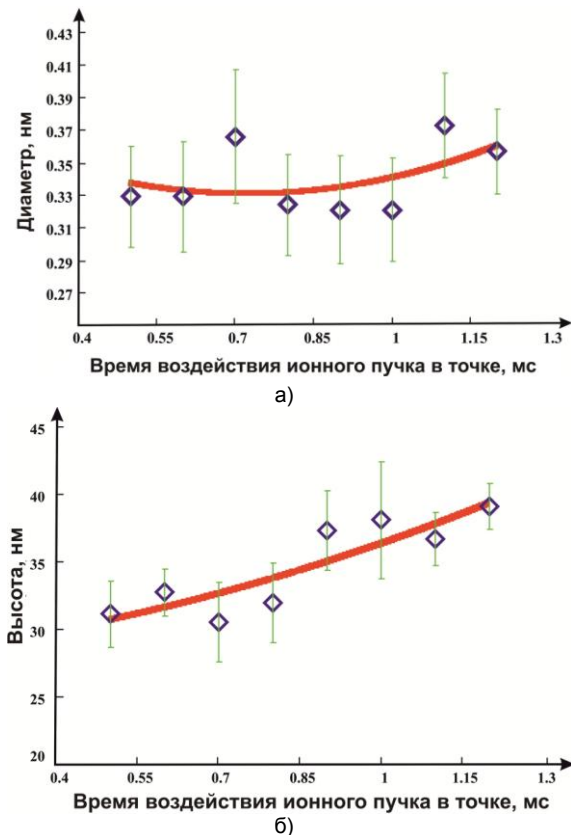 0.43
0.41
0.39
0.37
0.33
0.31
0.29
0.27
Диаметр, нм
0.4 0.55 0.7 0.85 1 1.15 1.3
Время воздействия ионного пучка в точке, мс
а)
45
40
35
30
25
20
Высота, нм
0.4 0.55 0.7 0.85 1 1.15 1.3
Время воздействия ионного пучка в точке, мс
б)